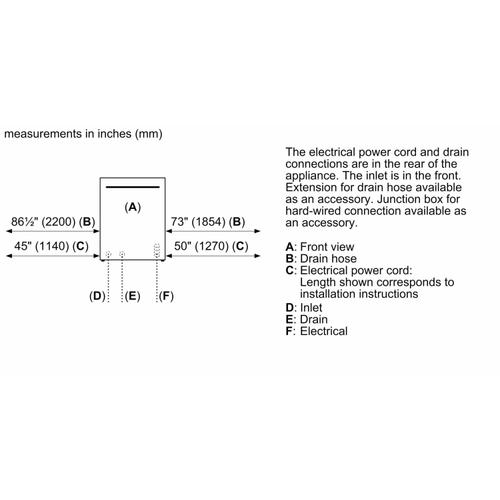 measurements in inches (mm)
The electrical power cord and drain
connections are in the rear of the
appliance. The inlet is in the front.
Extension for drain hose available
as an accessory. Junction box for
hard-wired connection available as
an accessory.
(A)
86½" (2200) (B)
73" (1854) (B)
45" (1140) (C)
50" (1270) (C)
(D)
(E)
(F)
A: Front view
B: Drain hose
C: Electrical power cord:
Length shown corresponds to
installation instructions
D: Inlet
E: Drain
F: Electrical